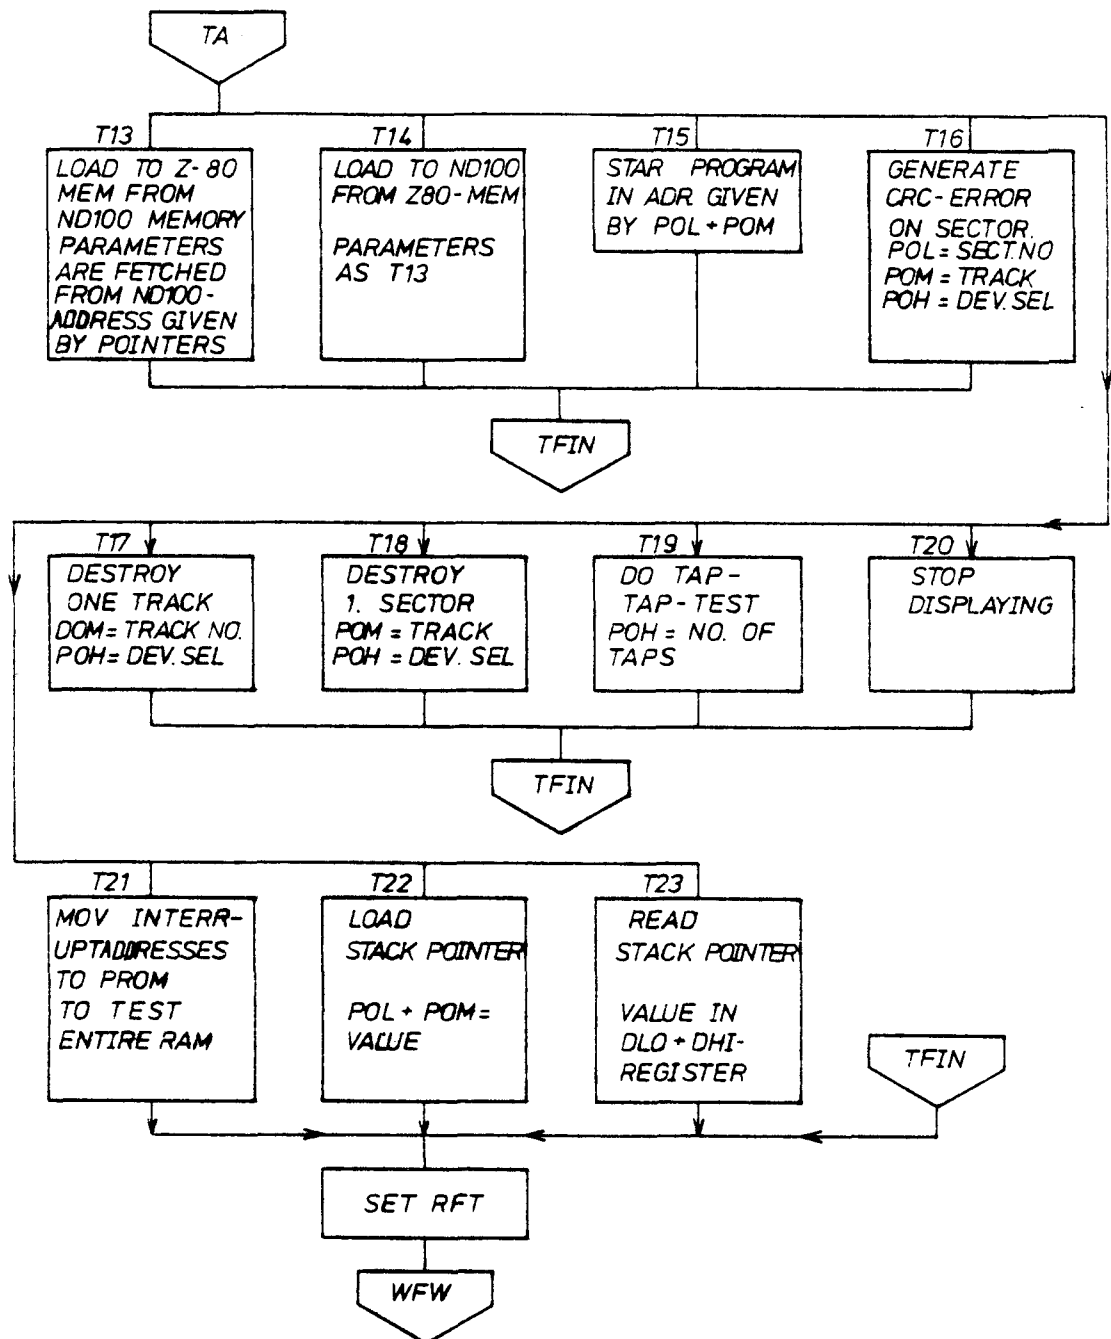 TA
T13
LOAD TO Z-80
MEM FROM
ND100 MEMORY
PARAMETERS
ARE FETCHED
FROM ND100-
ADDRESS GIVEN
BY POINTERS
T14
LOAD TO ND100
FROM Z80-MEM
PARAMETERS
AS T13
T15
STAR PROGRAM
IN ADR GIVEN
BY POL+POM
T16
GENERATE
CRC-ERROR
ON SECTOR.
POL=SECT.NO
POM=TRACK
POH=DEV.SEL
TFIN
T17
DESTROY
ONE TRACK
DOM=TRACK NO.
POH=DEV.SEL
T18
DESTROY
1. SECTOR
POM=TRACK
POH=DEV.SEL
T19
DO TAP-
TAP-TEST
POH=NO. OF
TAPS
T20
STOP
DISPLAYING
TFIN
T21
MOV INTERR-
UPTADDRESSES
TO PROM
TO TEST
ENTIRE RAM
T22
LOAD
STACK POINTER
POL+POM=
VALUE
T23
READ
STACK POINTER
VALUE IN
DLO+DHI-
REGISTER
TFIN
SET RFT
WFW